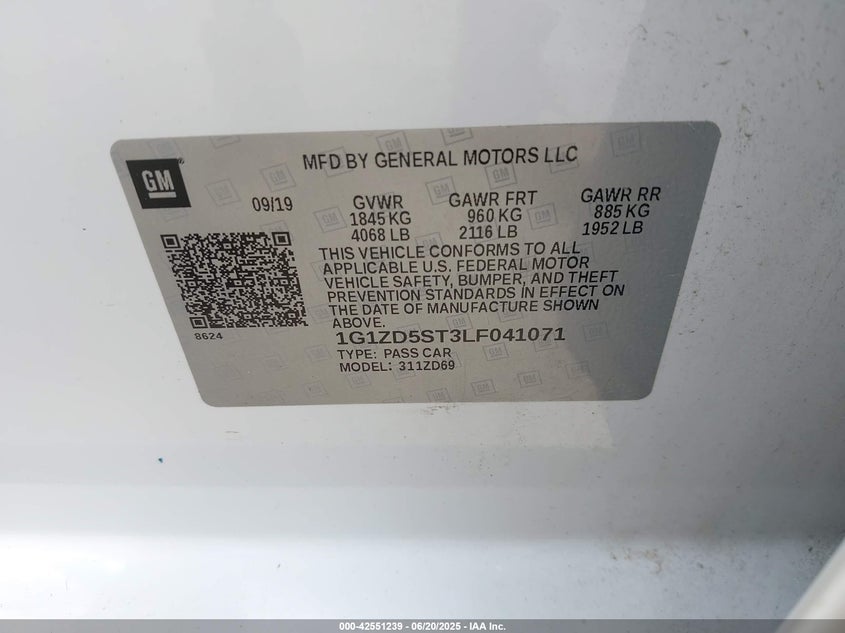 GM
MFD BY GENERAL MOTORS LLC
09/19
GVWR
1845 KG
4068 LB
GAWR FRT
960 KG
2116 LB
GAWR RR
885 KG
1952 LB
THIS VEHICLE CONFORMS TO ALL
APPLICABLE U.S. FEDERAL MOTOR
VEHICLE SAFETY, BUMPER, AND THEFT
PREVENTION STANDARDS IN EFFECT ON
THE DATE OF MANUFACTURE SHOWN
ABOVE.
8624
1G1ZD5ST3LF041071
TYPE: PASS CAR
MODEL: 311ZD69
000-42551239 - 06/20/2025 - IAA Inc.